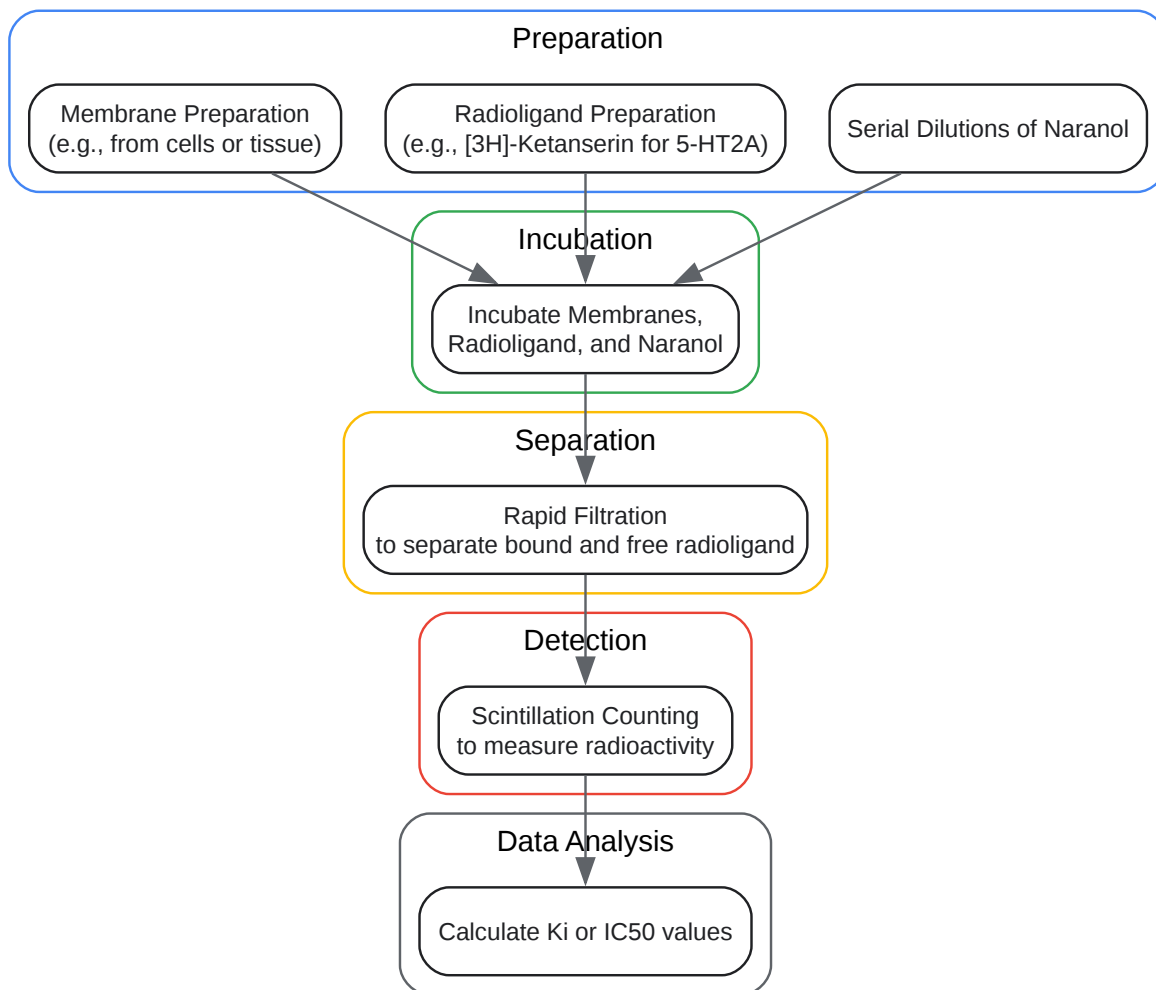 Preparation
Membrane Preparation
(e.g., from cells or tissue)
Radioligand Preparation
(e.g., [3H]-Ketanserin for 5-HT2A)
Serial Dilutions of Naranol
Incubation
Incubate Membranes,
Radioligand, and Naranol
Separation
Rapid Filtration
to separate bound and free radioligand
Detection
Scintillation Counting
to measure radioactivity
Data Analysis
Calculate Ki or IC50 values